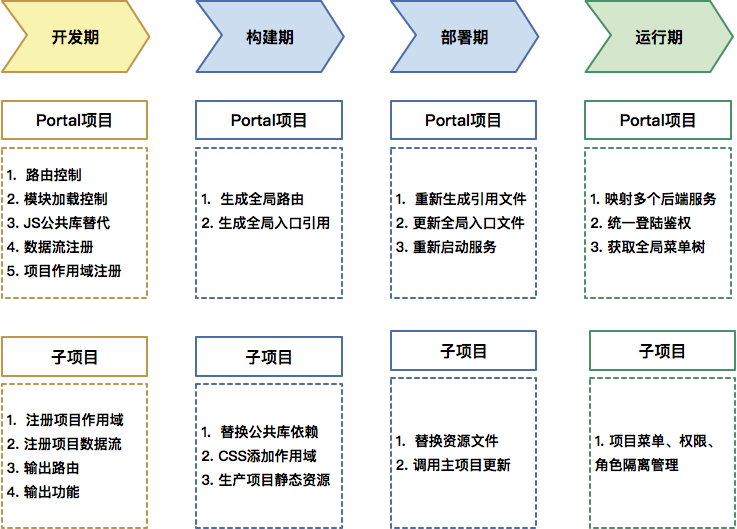 开发期
构建期
部署期
运行期
Portal项目
Portal项目
Portal项目
Portal项目
1. 路由控制
2. 模块加载控制
3. JS公共库替代
4. 数据流注册
5. 项目作用域注册
1. 生成全局路由
2. 生成全局入口引用
1. 重新生成引用文件
2. 更新全局入口文件
3. 重新启动服务
1. 映射多个后端服务
2. 统一登陆鉴权
3. 获取全局菜单树
子项目
子项目
子项目
子项目
1. 注册项目作用域
2. 注册项目数据流
3. 输出路由
4. 输出功能
1. 替换公共库依赖
2. CSS添加作用域
3. 生产项目静态资源
1. 替换资源文件
2. 调用主项目更新
1. 项目菜单、权限、
角色隔离管理